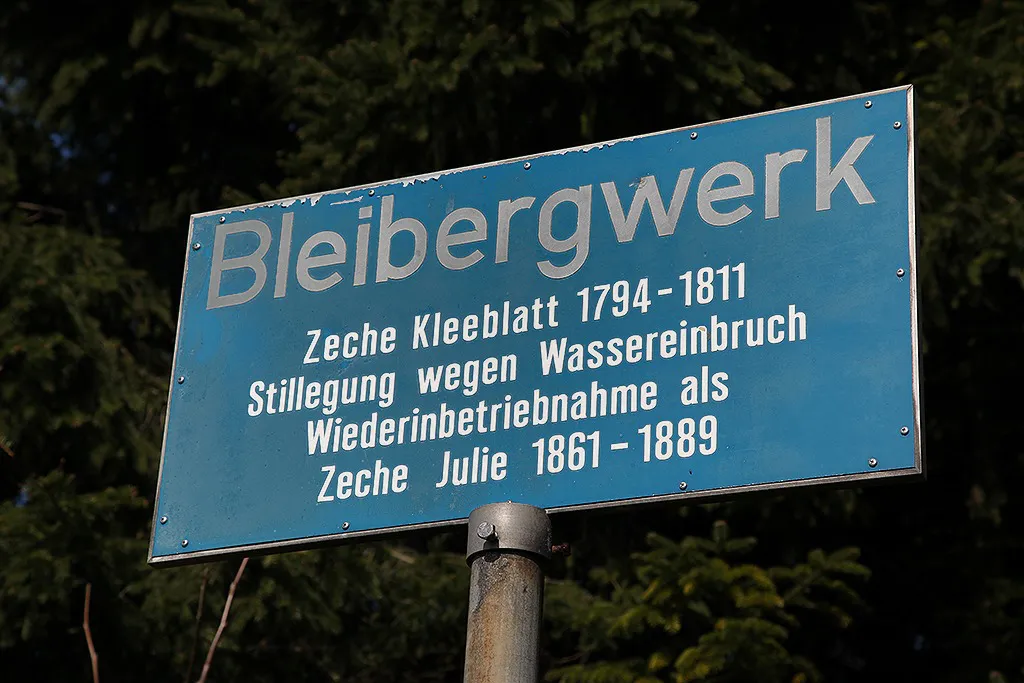 Bleibergwerk
Zeche Kleeblatt 1794-1811
Stillegung wegen Wassereinbruch
Wiederinbetriebnahme als
Zeche Julie 1861-1889